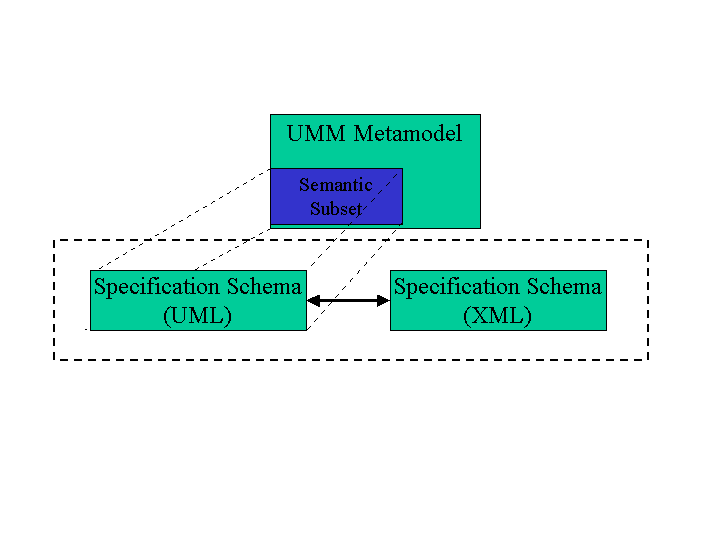 UMM Metamodel
Semantic
Subset
Specification Schema
(UML)
Specification Schema
(XML)